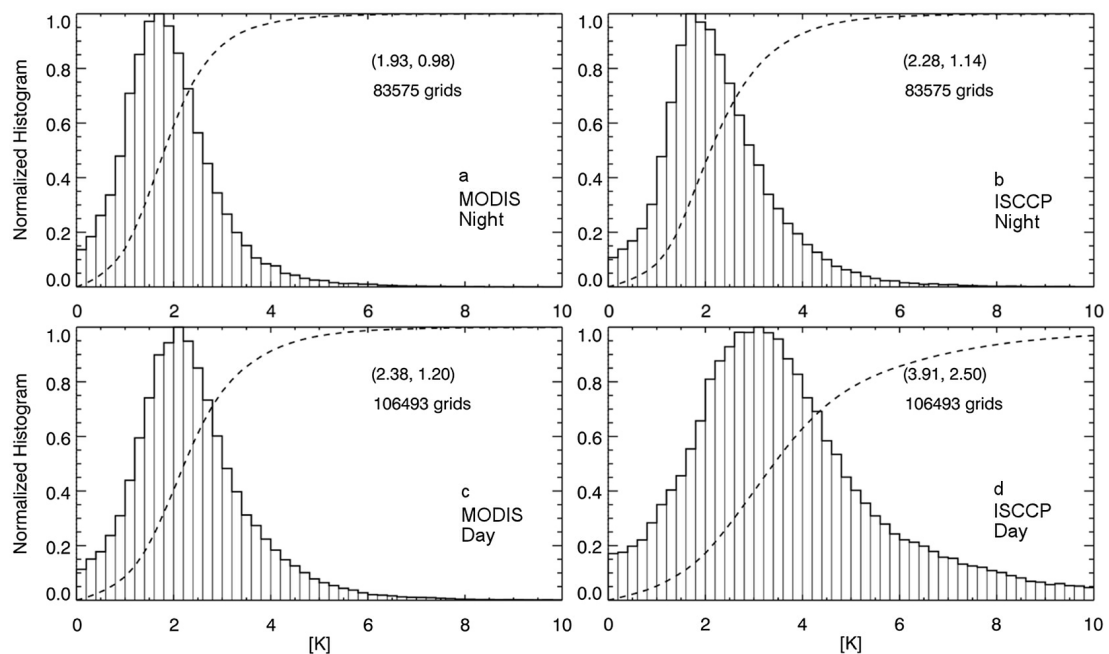 Normalized Histogram
1.0
0.8
0.6
0.4
0.2
0.0
(1.93, 0.98)
83575 grids
a
MODIS
Night
0 2 4 6 8 10
1.0
0.8
0.6
0.4
0.2
0.0
(2.28, 1.14)
83575 grids
b
ISCCP
Night
0 2 4 6 8 10
Normalized Histogram
1.0
0.8
0.6
0.4
0.2
0.0
(2.38, 1.20)
106493 grids
c
MODIS
Day
0 2 4 6 8 10
[K]
1.0
0.8
0.6
0.4
0.2
0.0
(3.91, 2.50)
106493 grids
d
ISCCP
Day
0 2 4 6 8 10
[K]